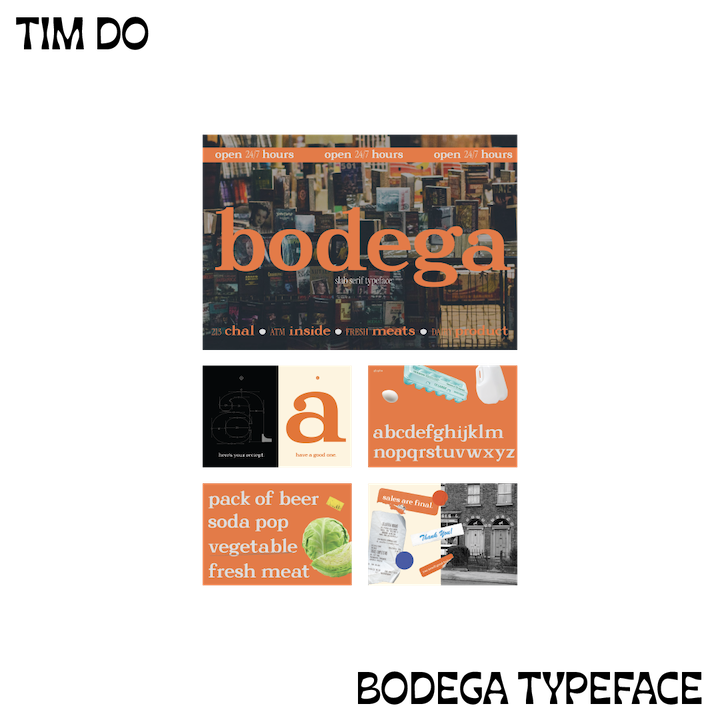 TIM DO
open 24/7 hours open 24/7 hours open 24/7 hours
bodega
slab serif typeface
213 chal ATM inside FRESH meats
here's your receipt.
have a good one.
abcdefghijklm
nopqrstuvwxyz
pack of beer
soda pop
vegetable
fresh meat
sales are final.
Thank You!
BODEGA TYPEFACE